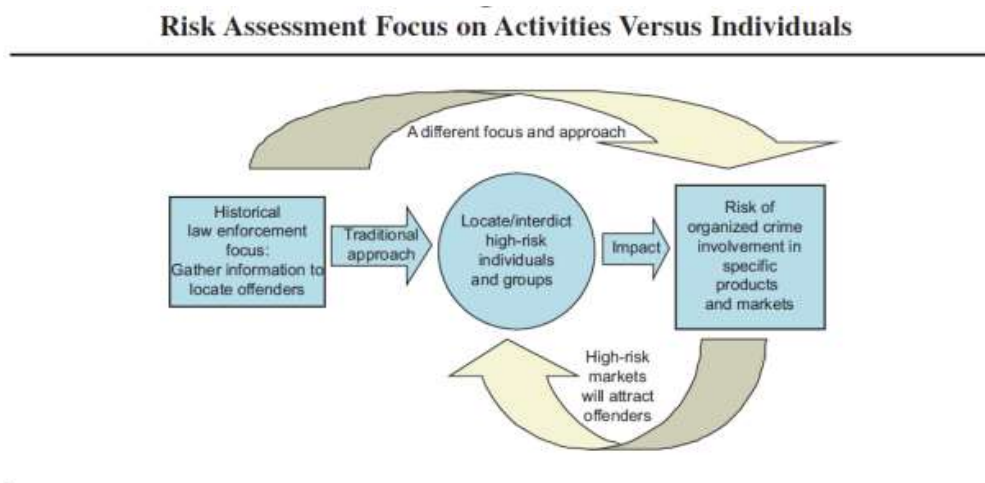 Risk Assessment Focus on Activities Versus Individuals
A different focus and approach
Historical
law enforcement
focus:
Gather information to
locate offenders
Traditional
approach
Locate/interdict
high-risk
individuals
and groups
Impact
Risk of
organized crime
involvement in
specific
products
and markets
High-risk
markets
will attract
offenders